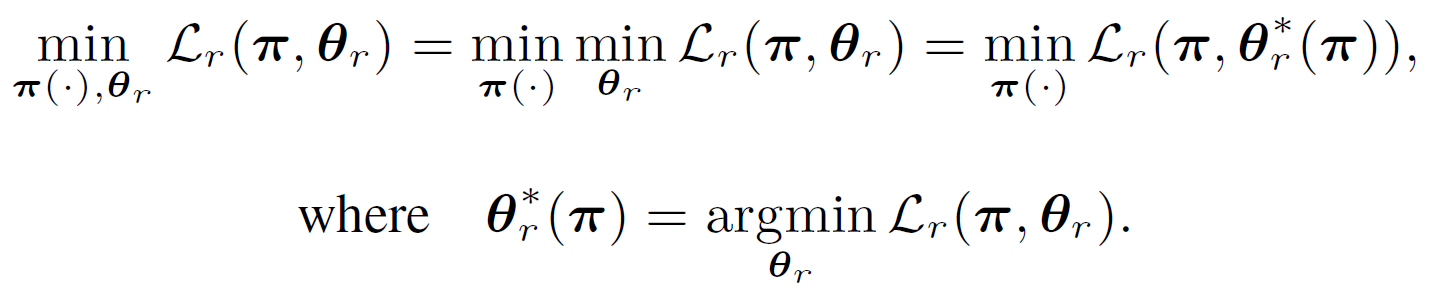 min_{π(·),θ_r} ℒ_r(π, θ_r) = min_{π(·)} min_{θ_r} ℒ_r(π, θ_r) = min_{π(·)} ℒ_r(π, θ_r^*(π)),
where θ_r^*(π) = argmin_{θ_r} ℒ_r(π, θ_r).